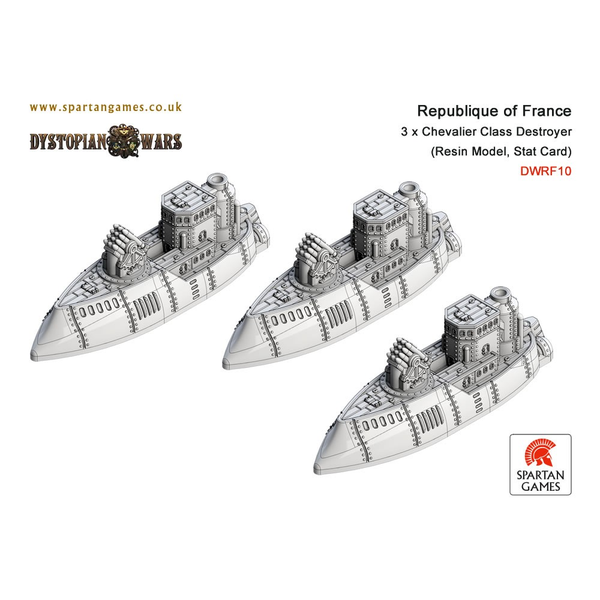 www.spartangames.co.uk
DYSTOPIAN WARS
Republique of France
3 x Chevalier Class Destroyer
(Resin Model, Stat Card)
DWRF10
SPARTAN
GAMES